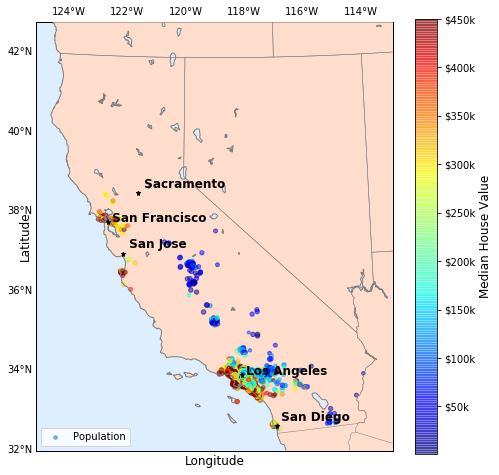 124°W 122°W 120°W 118°W 116°W 114°W
$450k
42°N
$400k
40°N
$350k
$300k
Sacramento
38°N
San Francisco
$250k
Latitude
San Jose
Median House Value
$200k
36°N
$150k
34°N
Los Angeles
$100k
San Diego
$50k
Population
32°N
Longitude